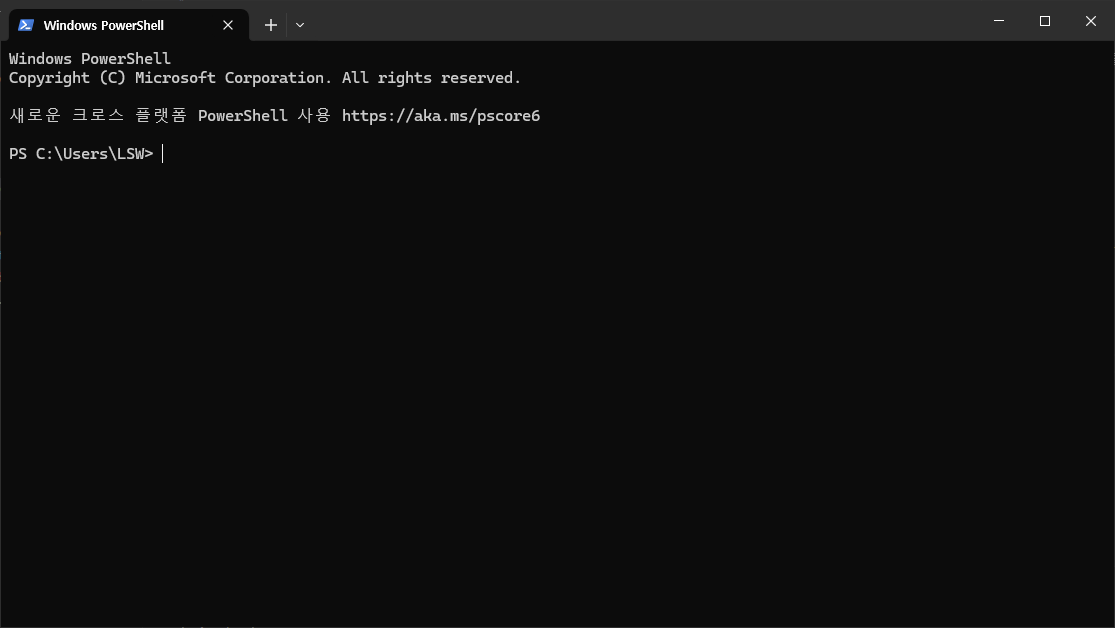 Windows PowerShell
Windows PowerShell
Copyright (C) Microsoft Corporation. All rights reserved.
새로운 크로스 플랫폼 PowerShell 사용 https://aka.ms/pscore6
PS C:\Users\LSW>